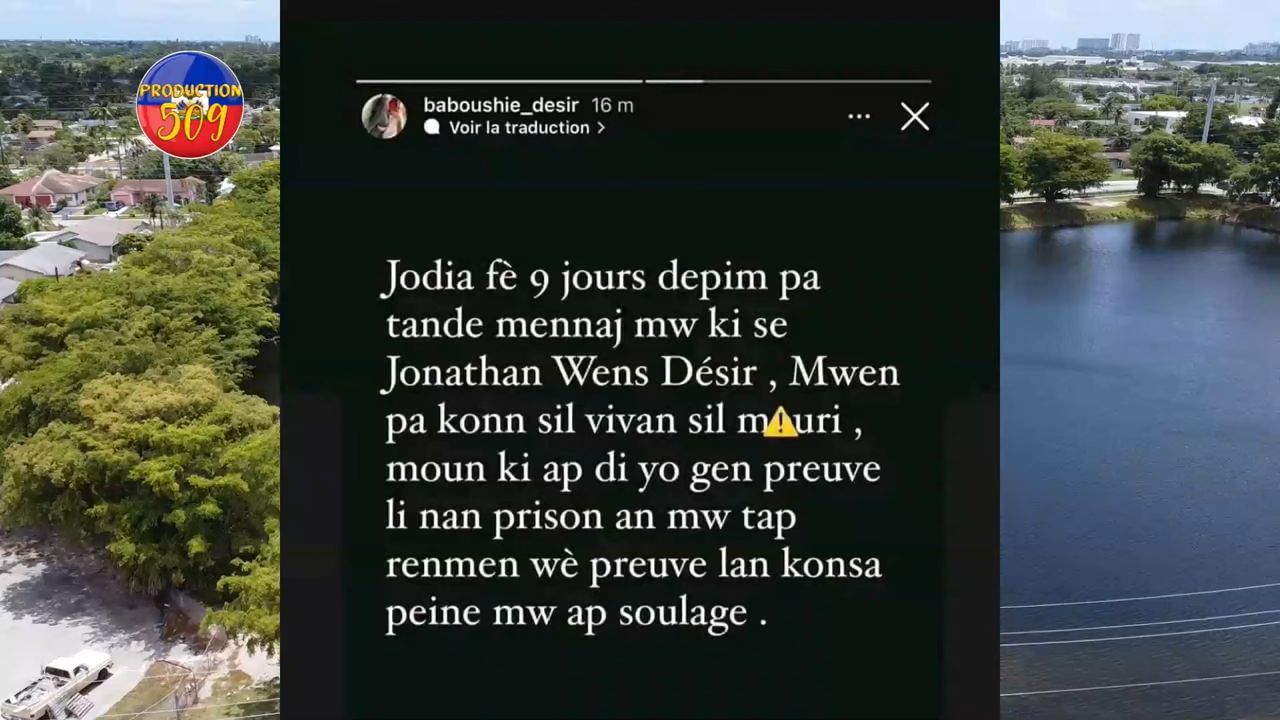 PRODUCTION
509
baboushie_desir 16 m
Voir la traduction >
Jodia fè 9 jours depim pa
tande mennaj mw ki se
Jonathan Wens Désir , Mwen
pa konn sil vivan sil m⚠️uri ,
moun ki ap di yo gen preuve
li nan prison an mw tap
renmen wè preuve lan konsa
peine mw ap soulage .